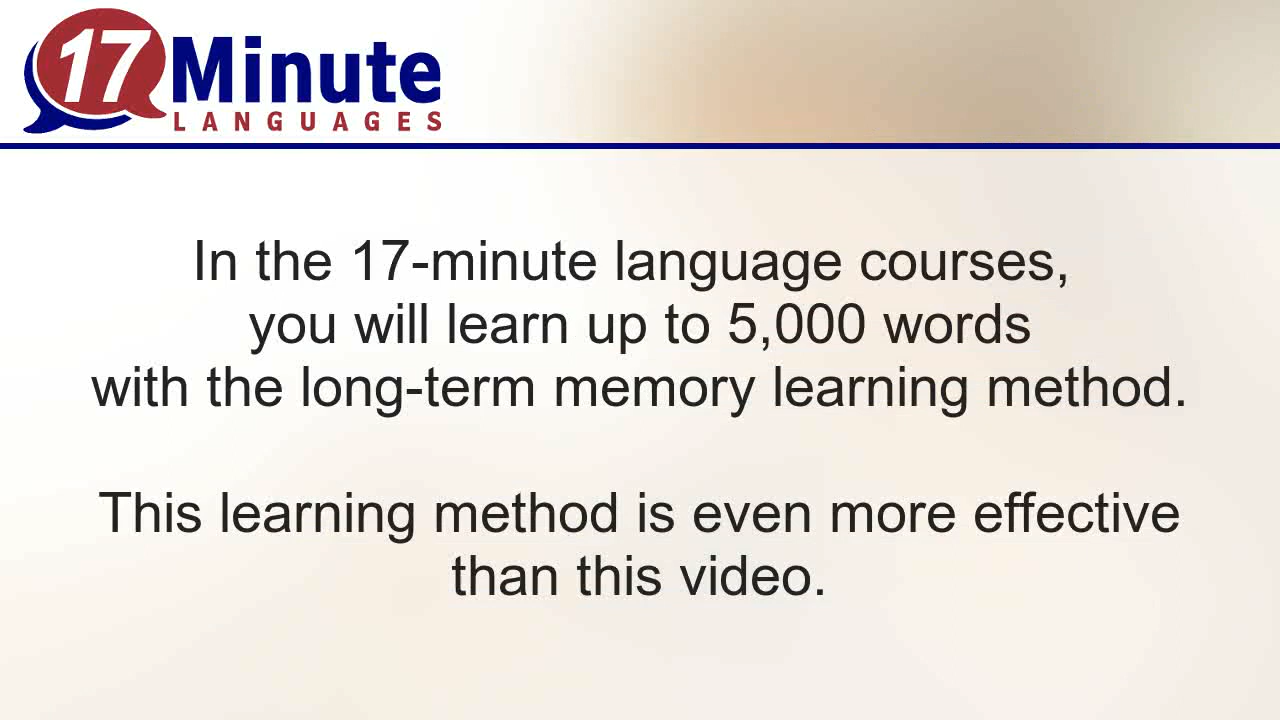 17 Minute
LANGUAGES
In the 17-minute language courses,
you will learn up to 5,000 words
with the long-term memory learning method.
This learning method is even more effective
than this video.